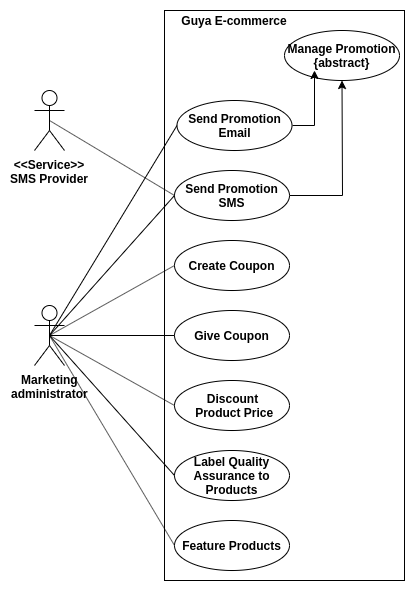 Guya E-commerce
Manage Promotion
{abstract}
Send Promotion
Email
<<Service>>
SMS Provider
Send Promotion
SMS
Create Coupon
Give Coupon
Marketing
administrator
Discount
Product Price
Label Quality
Assurance to
Products
Feature Products